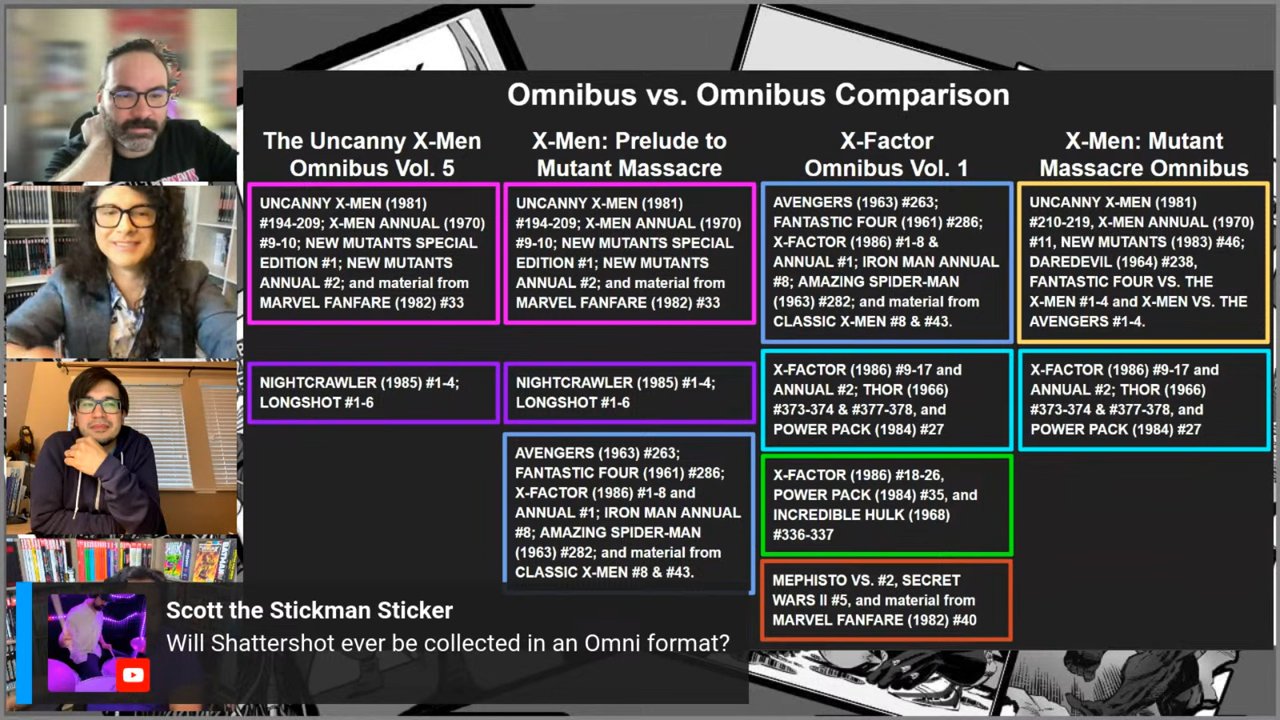 Omnibus vs. Omnibus Comparison
The Uncanny X-Men
Omnibus Vol. 5
UNCANNY X-MEN (1981)
#194-209; X-MEN ANNUAL (1970)
#9-10; NEW MUTANTS SPECIAL
EDITION #1; NEW MUTANTS
ANNUAL #2; and material from
MARVEL FANFARE (1982) #33
NIGHTCRAWLER (1985) #1-4;
LONGSHOT #1-6
X-Men: Prelude to
Mutant Massacre
UNCANNY X-MEN (1981)
#194-209; X-MEN ANNUAL (1970)
#9-10; NEW MUTANTS SPECIAL
EDITION #1; NEW MUTANTS
ANNUAL #2; and material from
MARVEL FANFARE (1982) #33
NIGHTCRAWLER (1985) #1-4;
LONGSHOT #1-6
AVENGERS (1963) #263;
FANTASTIC FOUR (1961) #286;
X-FACTOR (1986) #1-8 and
ANNUAL #1; IRON MAN ANNUAL
#8; AMAZING SPIDER-MAN
(1963) #282; and material from
CLASSIC X-MEN #8 & #43.
X-Factor
Omnibus Vol. 1
AVENGERS (1963) #263;
FANTASTIC FOUR (1961) #286;
X-FACTOR (1986) #1-8 &
ANNUAL #1; IRON MAN ANNUAL
#8; AMAZING SPIDER-MAN
(1963) #282; and material from
CLASSIC X-MEN #8 & #43.
X-FACTOR (1986) #9-17 and
ANNUAL #2; THOR (1966)
#373-374 & #377-378, and
POWER PACK (1984) #27
X-FACTOR (1986) #18-26,
POWER PACK (1984) #35, and
INCREDIBLE HULK (1968)
#336-337
MEPHISTO VS. #2, SECRET
WARS II #5, and material from
MARVEL FANFARE (1982) #40
X-Men: Mutant
Massacre Omnibus
UNCANNY X-MEN (1981)
#210-219, X-MEN ANNUAL (1970)
#11, NEW MUTANTS (1983) #46;
DAREDEVIL (1964) #238,
FANTASTIC FOUR VS. THE
X-MEN #1-4 and X-MEN VS. THE
AVENGERS #1-4.
X-FACTOR (1986) #9-17 and
ANNUAL #2; THOR (1966)
#373-374 & #377-378, and
POWER PACK (1984) #27
Scott the Stickman Sticker
Will Shattershot ever be collected in an Omni format?